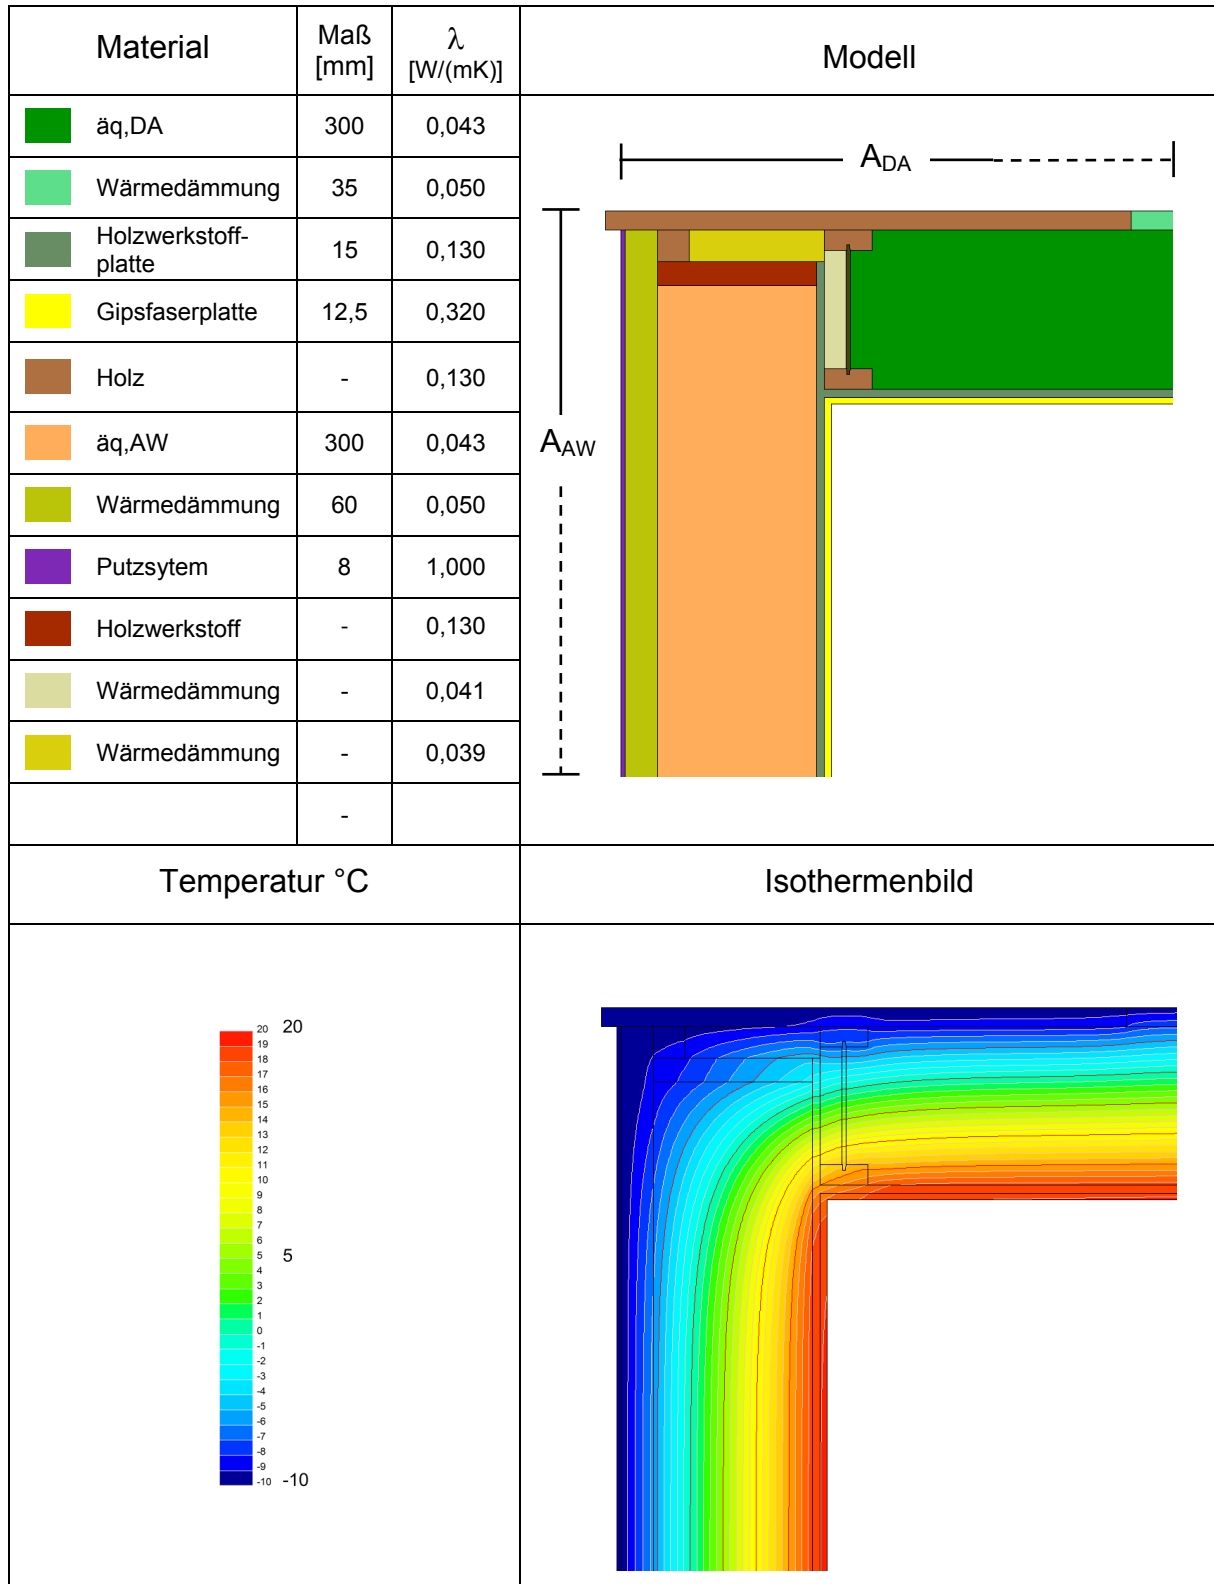 Material Maß [mm] λ [W/(mK)] Modell
äq,DA 300 0,043
Wärmedämmung 35 0,050
Holzwerkstoff-
platte 15 0,130
Gipsfaserplatte 12,5 0,320
Holz - 0,130
äq,AW 300 0,043
Wärmedämmung 60 0,050
Putzsytem 8 1,000
Holzwerkstoff - 0,130
Wärmedämmung - 0,041
Wärmedämmung - 0,039
-
A_DA
A_AW
Temperatur °C Isothermenbild
20 20
19
18
17
16
15
14
13
12
11
10
9
8
7
6
5 5
4
3
2
1
0
-1
-2
-3
-4
-5
-6
-7
-8
-9
-10 -10